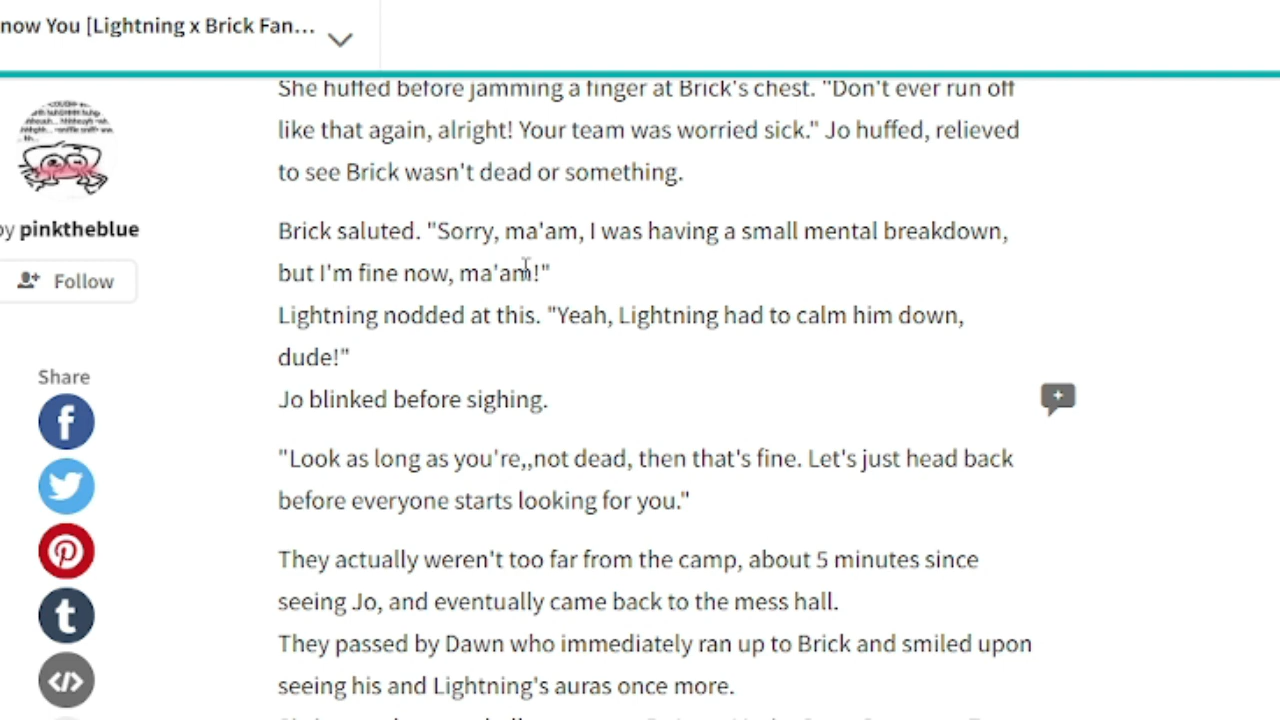 now You [Lightning x Brick Fan...
She huffed before jamming a finger at Brick's chest. "Don't ever run off
like that again, alright! Your team was worried sick." Jo huffed, relieved
to see Brick wasn't dead or something.
by pinktheblue
Follow
Brick saluted. "Sorry, ma'am, I was having a small mental breakdown,
but I'm fine now, ma'am!"
Lightning nodded at this. "Yeah, Lightning had to calm him down,
dude!"
Share
Jo blinked before sighing.
"Look as long as you're,,not dead, then that's fine. Let's just head back
before everyone starts looking for you."
They actually weren't too far from the camp, about 5 minutes since
seeing Jo, and eventually came back to the mess hall.
They passed by Dawn who immediately ran up to Brick and smiled upon
seeing his and Lightning's auras once more.